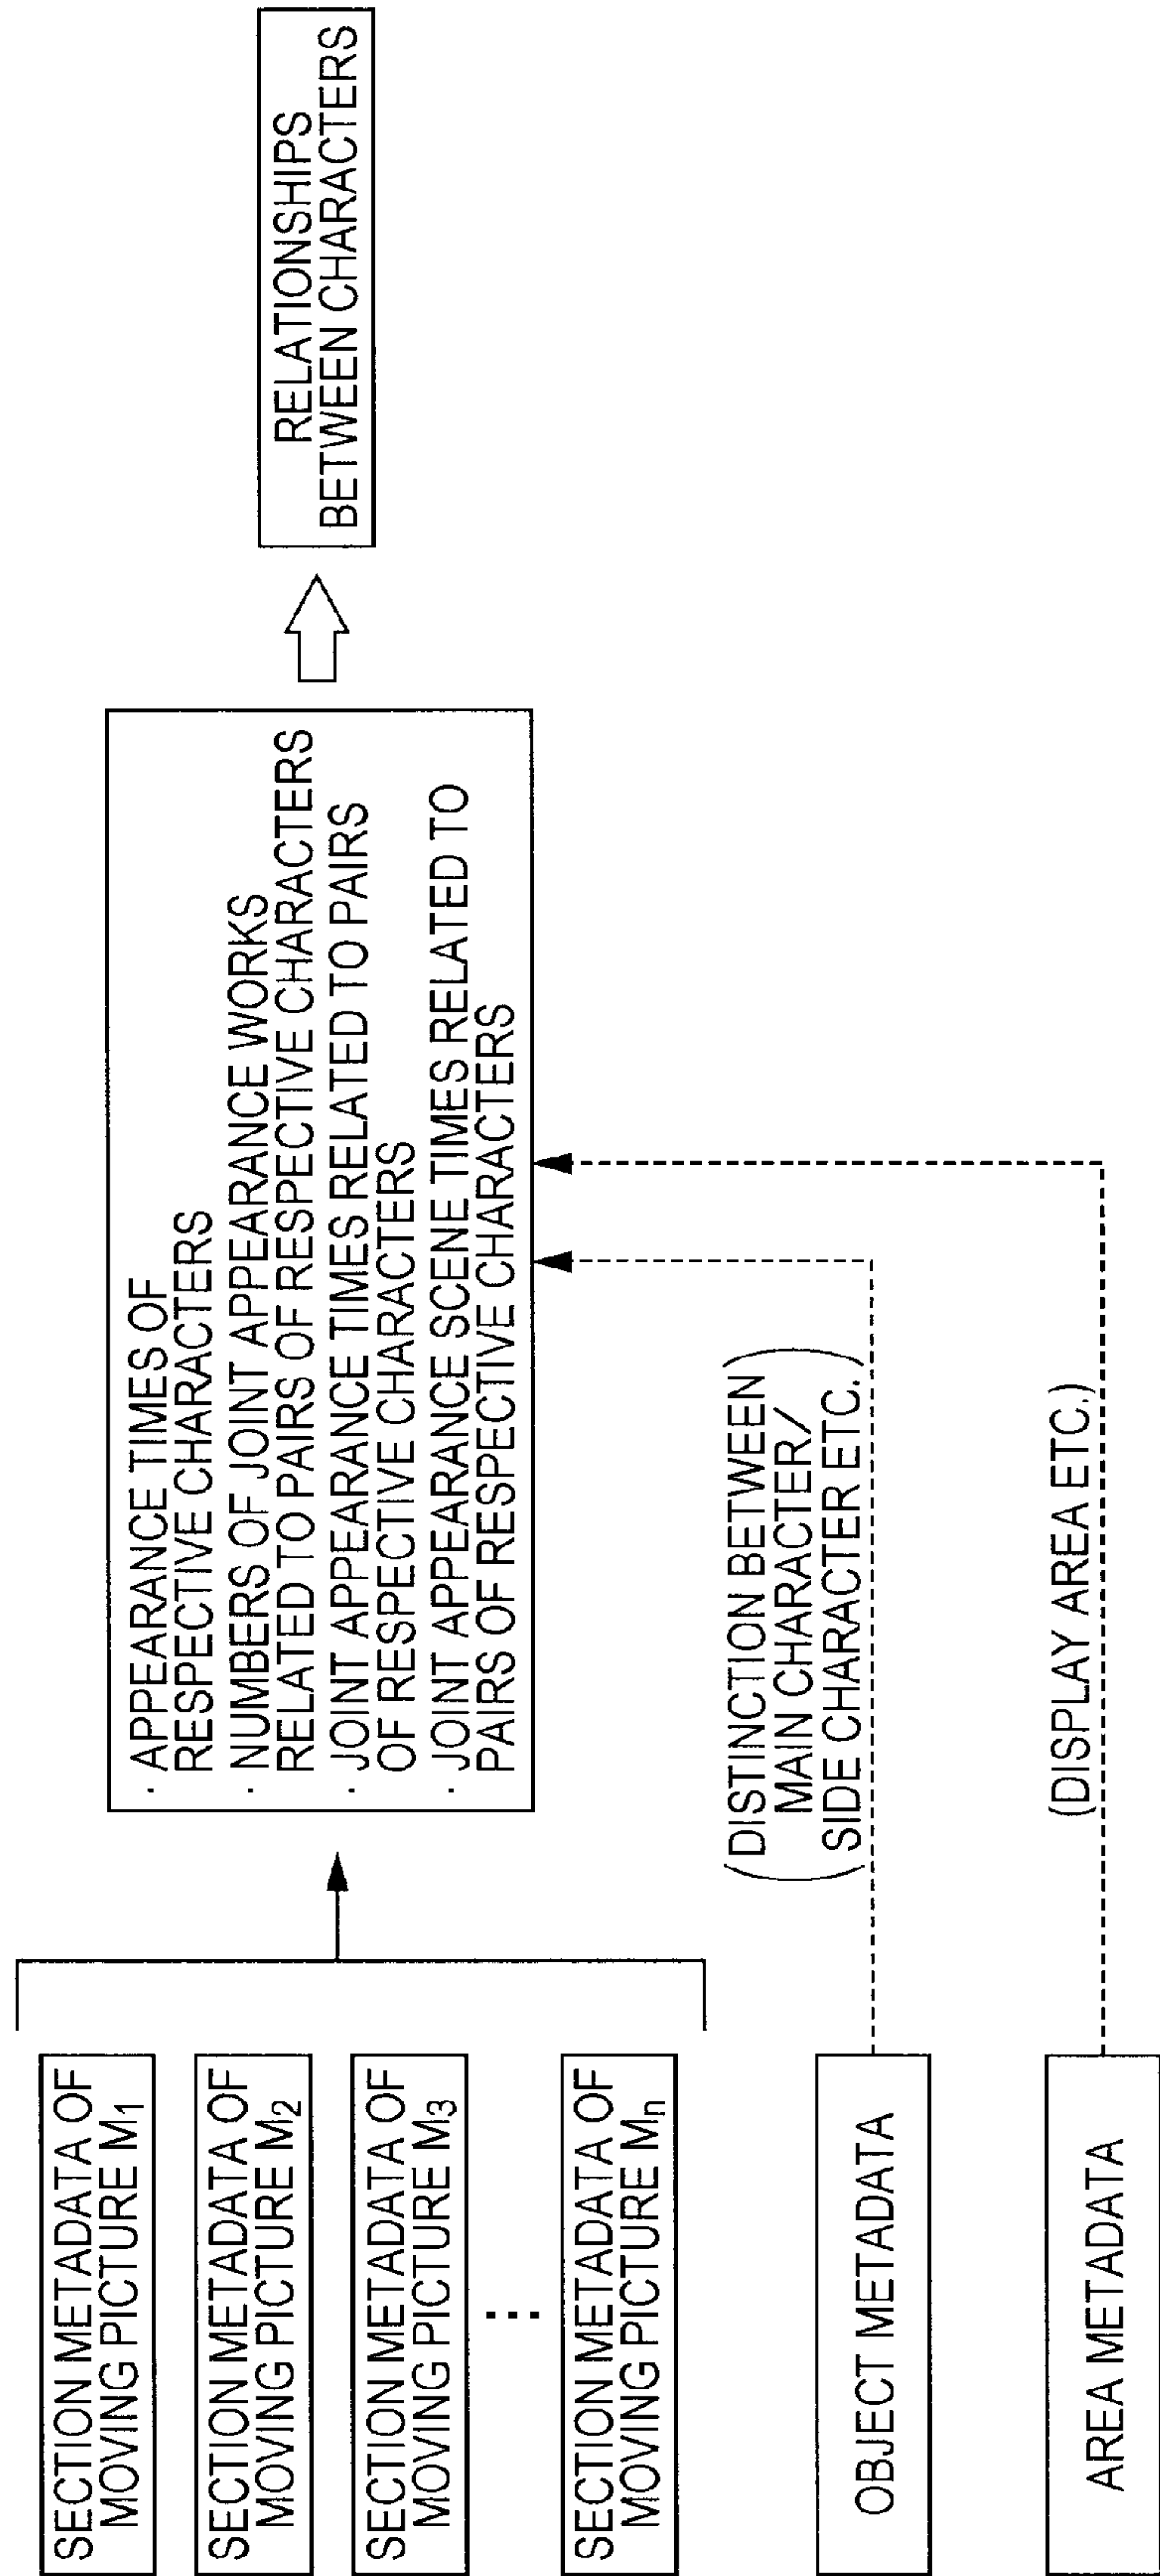 SECTION METADATA OF
MOVING PICTURE M1
SECTION METADATA OF
MOVING PICTURE M2
SECTION METADATA OF
MOVING PICTURE M3
...
SECTION METADATA OF
MOVING PICTURE Mn
OBJECT METADATA
AREA METADATA
· APPEARANCE TIMES OF
RESPECTIVE CHARACTERS
· NUMBERS OF JOINT APPEARANCE WORKS
RELATED TO PAIRS OF RESPECTIVE CHARACTERS
· JOINT APPEARANCE TIMES RELATED TO PAIRS
OF RESPECTIVE CHARACTERS
· JOINT APPEARANCE SCENE TIMES RELATED TO
PAIRS OF RESPECTIVE CHARACTERS
(DISTINCTION BETWEEN
MAIN CHARACTER/
SIDE CHARACTER ETC.)
(DISPLAY AREA ETC.)
RELATIONSHIPS
BETWEEN CHARACTERS